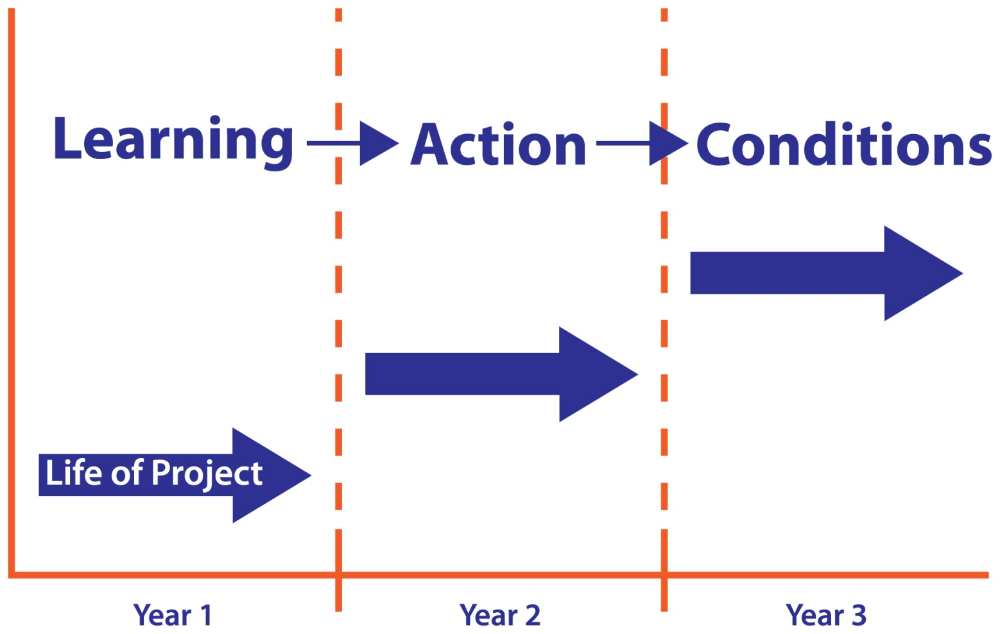 Learning
Action
Conditions
Life of Project
Year 1
Year 2
Year 3